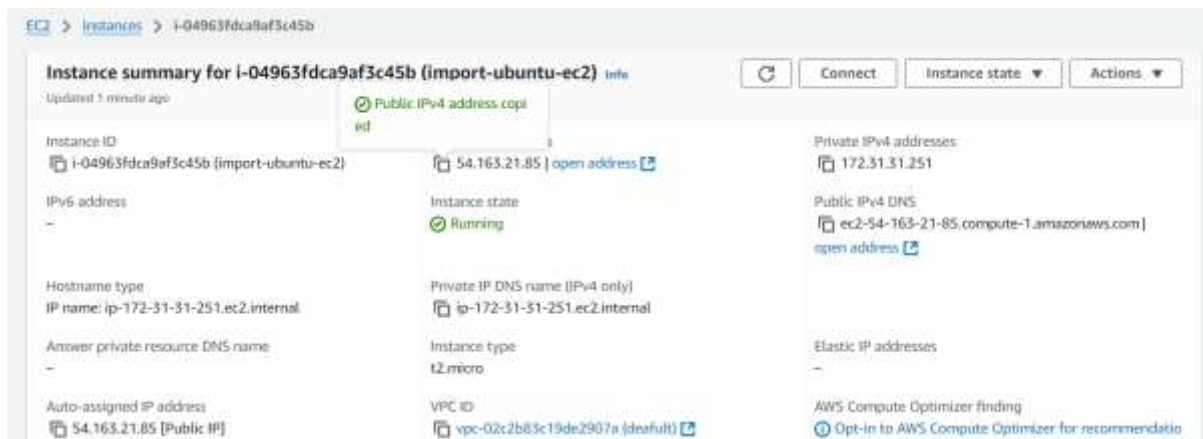 EC2 > Instances > i-04963fdca9af3c45b
Instance summary for i-04963fdca9af3c45b (import-ubuntu-ec2) Info
Connect
Instance state
Actions
Updated 1 minute ago
Public IPv4 address copi
ed
Instance ID
i-04963fdca9af3c45b (import-ubuntu-ec2)
54.163.21.85 | open address
Private IPv4 addresses
172.31.31.251
IPv6 address
–
Instance state
Running
Public IPv4 DNS
ec2-54-163-21-85.compute-1.amazonaws.com |
open address
Hostname type
IP name: ip-172-31-31-251.ec2.internal
Private IP DNS name (IPv4 only)
ip-172-31-31-251.ec2.internal
Answer private resource DNS name
–
Instance type
t2.micro
Elastic IP addresses
–
Auto-assigned IP address
54.163.21.85 [Public IP]
VPC ID
vpc-02c2b83c19de2907a (deafult)
AWS Compute Optimizer finding
Opt-in to AWS Compute Optimizer for recommendatio